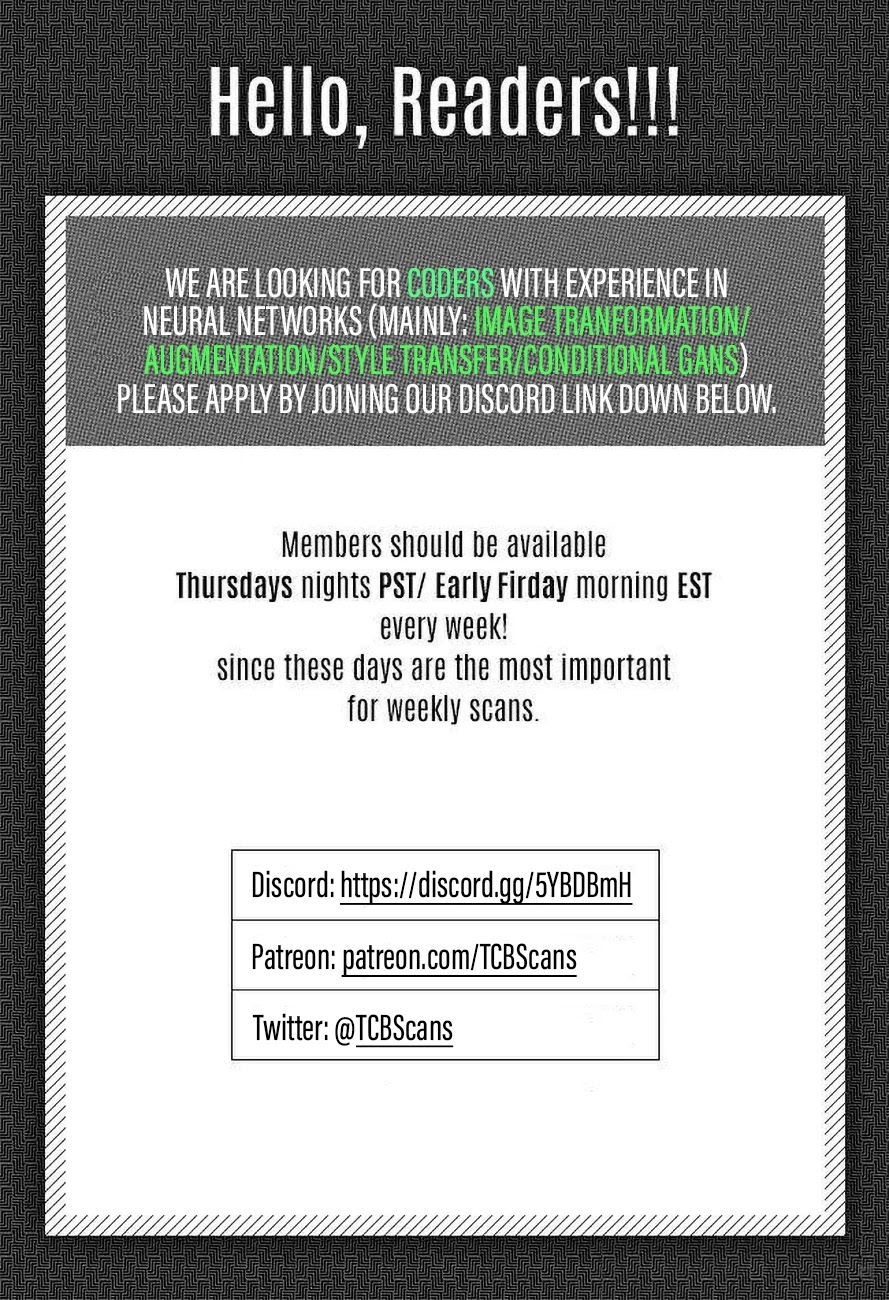 Hello, Readers!!!
WE ARE LOOKING FOR CODERS WITH EXPERIENCE IN
NEURAL NETWORKS (MAINLY: IMAGE TRANFORMATION/
AUGMENTATION/STYLE TRANSFER/CONDITIONAL GANS)
PLEASE APPLY BY JOINING OUR DISCORD LINK DOWN BELOW.
Members should be available
Thursdays nights PST/ Early Firday morning EST
every week!
since these days are the most important
for weekly scans.
Discord: https://discord.gg/5YBDBmH
Patreon: patreon.com/TCBScans
Twitter: @TCBScans